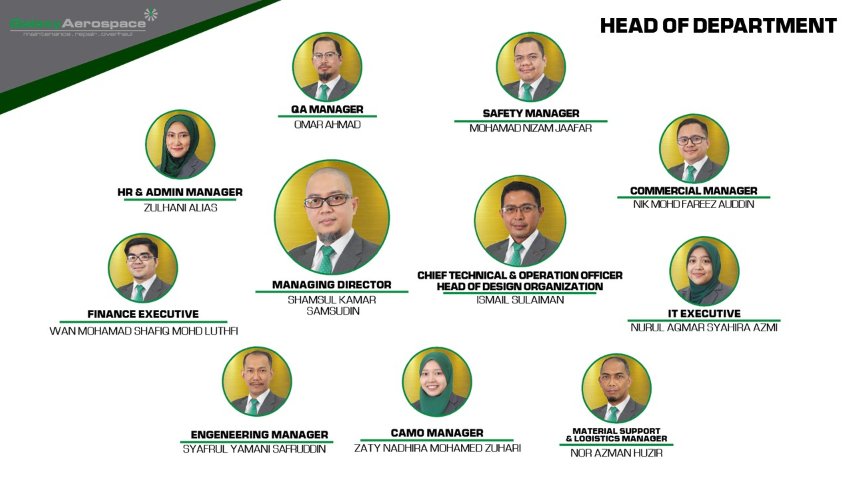 GalaxyAerospace
maintenance . repair . overhaul
HEAD OF DEPARTMENT
QA MANAGER
OMAR AHMAD
SAFETY MANAGER
MOHAMAD NIZAM JAAFAR
HR & ADMIN MANAGER
ZULHANI ALIAS
COMMERCIAL MANAGER
NIK MOHD FAREEZ AUDDIN
MANAGING DIRECTOR
SHAMSUL KAMAR
SAMSUDIN
CHIEF TECHNICAL & OPERATION OFFICER
HEAD OF DESIGN ORGANIZATION
ISMAIL SULAIMAN
FINANCE EXECUTIVE
WAN MOHAMAD SHAFIQ MOHD LUTHFI
IT EXECUTIVE
NURUL AQMAR SYAHIRA AZMI
ENGENEERING MANAGER
SYAFRUL YAMANI SAFRUDDIN
CAMO MANAGER
ZATY NADHIRA MOHAMED ZUHARI
MATERIAL SUPPORT
& LOGISTICS MANAGER
NOR AZMAN HUZIR